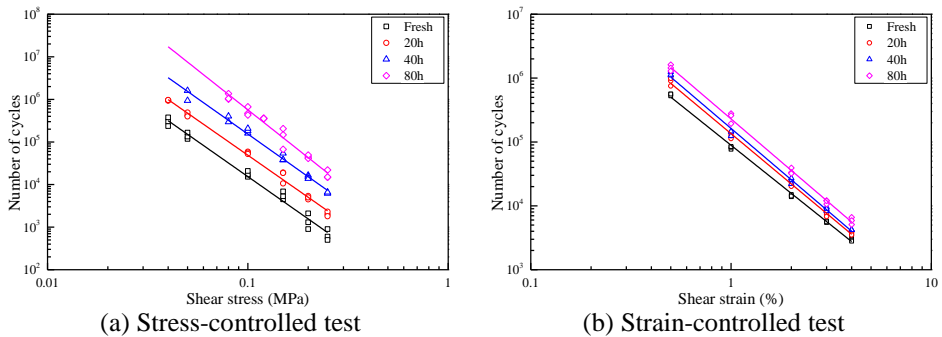 10^8
10^7
10^6
10^5
10^4
10^3
10^2
Number of cycles
0.01
0.1
1
Shear stress (MPa)
Fresh
20h
40h
80h
(a) Stress-controlled test
10^7
10^6
10^5
10^4
10^3
Number of cycles
0.1
1
10
Shear strain (%)
Fresh
20h
40h
80h
(b) Strain-controlled test